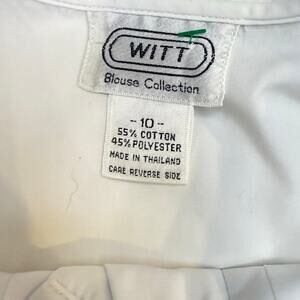 WITT
Blouse Collection
-- 10 --
55% COTTON
45% POLYESTER
MADE IN THAILAND
CARE REVERSE SIDE